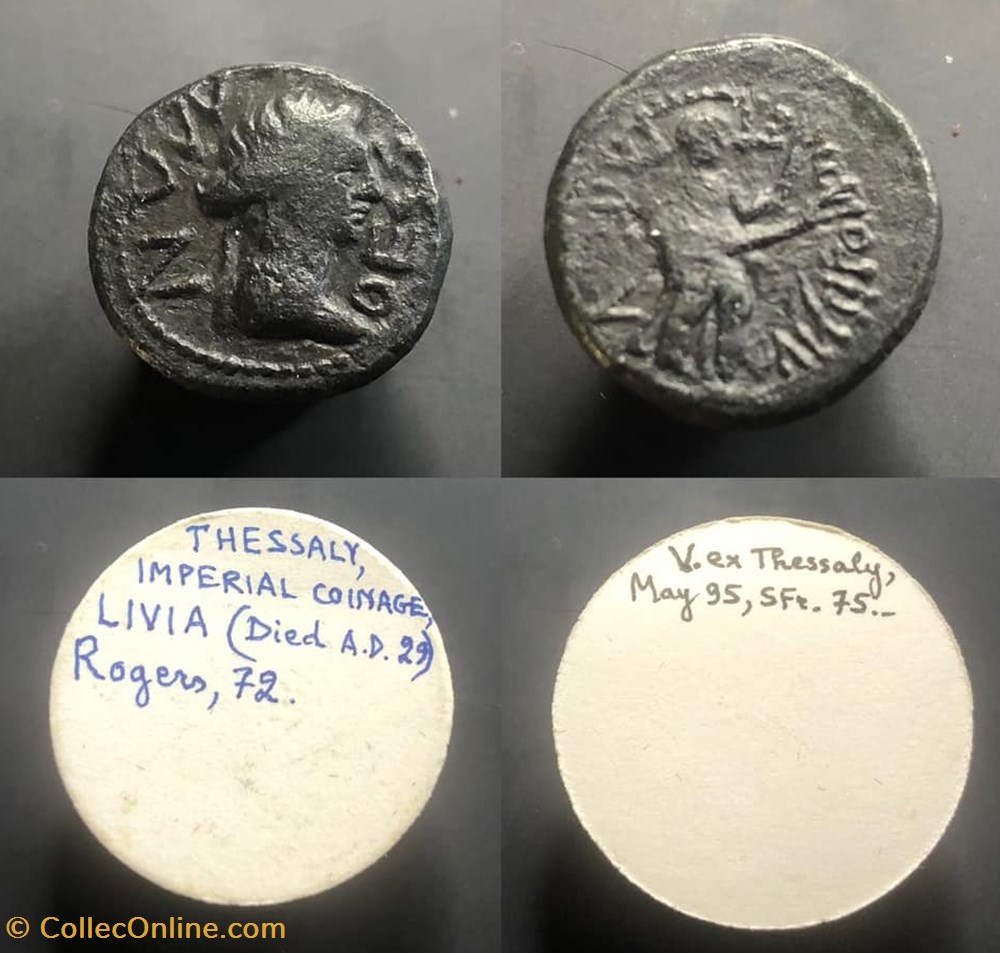 THESSALY,
IMPERIAL COINAGE,
LIVIA (Died A.D. 29)
Rogers, 72.
V. ex Thessaly,
May 95, SFr. 75.–
© CollecOnline.com